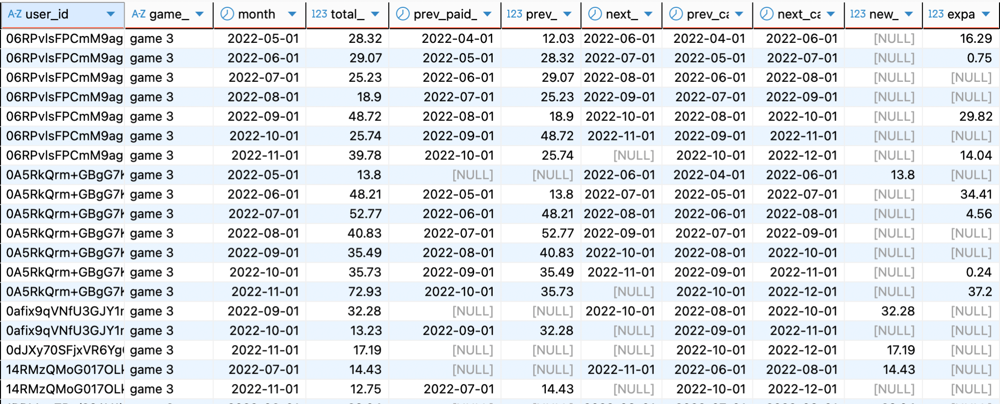 A-Z user_id A-Z game_ month 123 total_ prev_paid_ 123 prev_ next_ prev_ca next_ca 123 new_ 123 expa
06RPvlsFPCmM9ag game 3 2022-05-01 28.32 2022-04-01 12.03 2022-06-01 2022-04-01 2022-06-01 [NULL] 16.29
06RPvlsFPCmM9ag game 3 2022-06-01 29.07 2022-05-01 28.32 2022-07-01 2022-05-01 2022-07-01 [NULL] 0.75
06RPvlsFPCmM9ag game 3 2022-07-01 25.23 2022-06-01 29.07 2022-08-01 2022-06-01 2022-08-01 [NULL] [NULL]
06RPvlsFPCmM9ag game 3 2022-08-01 18.9 2022-07-01 25.23 2022-09-01 2022-07-01 2022-09-01 [NULL] [NULL]
06RPvlsFPCmM9ag game 3 2022-09-01 48.72 2022-08-01 18.9 2022-10-01 2022-08-01 2022-10-01 [NULL] 29.82
06RPvlsFPCmM9ag game 3 2022-10-01 25.74 2022-09-01 48.72 2022-11-01 2022-09-01 2022-11-01 [NULL] [NULL]
06RPvlsFPCmM9ag game 3 2022-11-01 39.78 2022-10-01 25.74 [NULL] 2022-10-01 2022-12-01 [NULL] 14.04
0A5RkQrm+GBgG7K game 3 2022-05-01 13.8 [NULL] [NULL] 2022-06-01 2022-04-01 2022-06-01 13.8 [NULL]
0A5RkQrm+GBgG7K game 3 2022-06-01 48.21 2022-05-01 13.8 2022-07-01 2022-05-01 2022-07-01 [NULL] 34.41
0A5RkQrm+GBgG7K game 3 2022-07-01 52.77 2022-06-01 48.21 2022-08-01 2022-06-01 2022-08-01 [NULL] 4.56
0A5RkQrm+GBgG7K game 3 2022-08-01 40.83 2022-07-01 52.77 2022-09-01 2022-07-01 2022-09-01 [NULL] [NULL]
0A5RkQrm+GBgG7K game 3 2022-09-01 35.49 2022-08-01 40.83 2022-10-01 2022-08-01 2022-10-01 [NULL] [NULL]
0A5RkQrm+GBgG7K game 3 2022-10-01 35.73 2022-09-01 35.49 2022-11-01 2022-09-01 2022-11-01 [NULL] 0.24
0A5RkQrm+GBgG7K game 3 2022-11-01 72.93 2022-10-01 35.73 [NULL] 2022-10-01 2022-12-01 [NULL] 37.2
0afix9qVNfU3GJY1r game 3 2022-09-01 32.28 [NULL] [NULL] 2022-10-01 2022-08-01 2022-10-01 32.28 [NULL]
0afix9qVNfU3GJY1r game 3 2022-10-01 13.23 2022-09-01 32.28 [NULL] 2022-09-01 2022-11-01 [NULL] [NULL]
0dJXy70SFjxVR6Yg game 3 2022-11-01 17.19 [NULL] [NULL] [NULL] 2022-10-01 2022-12-01 17.19 [NULL]
14RMzQMoG017OLk game 3 2022-07-01 14.43 [NULL] [NULL] 2022-11-01 2022-06-01 2022-08-01 14.43 [NULL]
14RMzQMoG017OLk game 3 2022-11-01 12.75 2022-07-01 14.43 [NULL] 2022-10-01 2022-12-01 [NULL] [NULL]